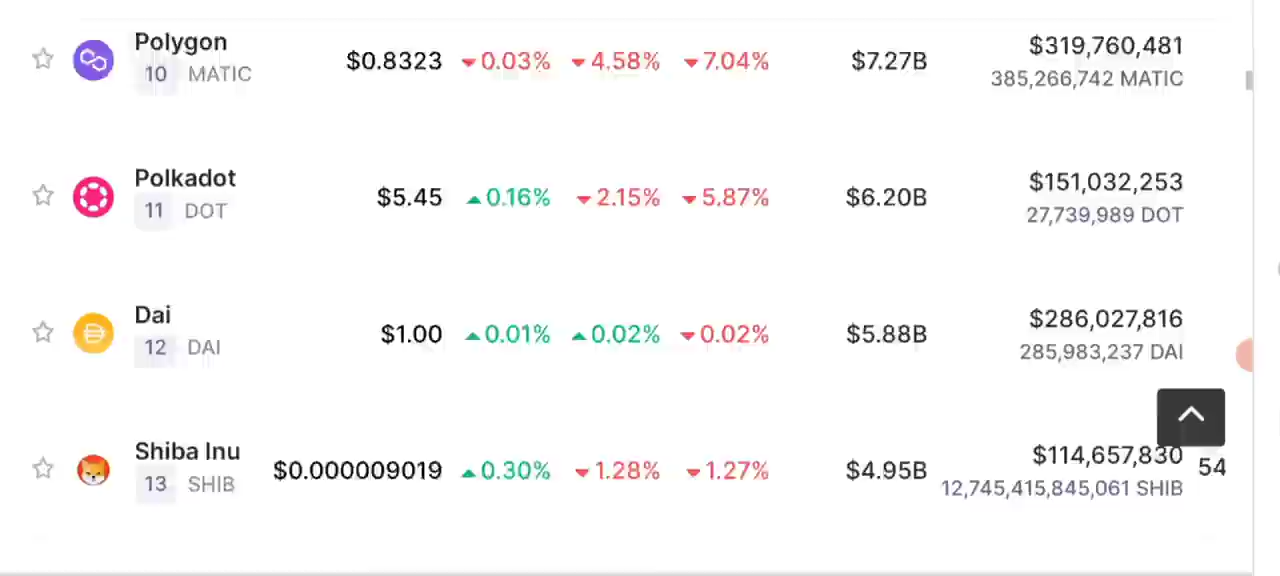 Polygon
10 MATIC
$0.8323 0.03% 4.58% 7.04% $7.27B
$319,760,481
385,266,742 MATIC
Polkadot
11 DOT
$5.45 0.16% 2.15% 5.87% $6.20B
$151,032,253
27,739,989 DOT
Dai
12 DAI
$1.00 0.01% 0.02% 0.02% $5.88B
$286,027,816
285,983,237 DAI
Shiba Inu
13 SHIB
$0.000009019 0.30% 1.28% 1.27% $4.95B
$114,657,830
12,745,415,845,061 SHIB
54